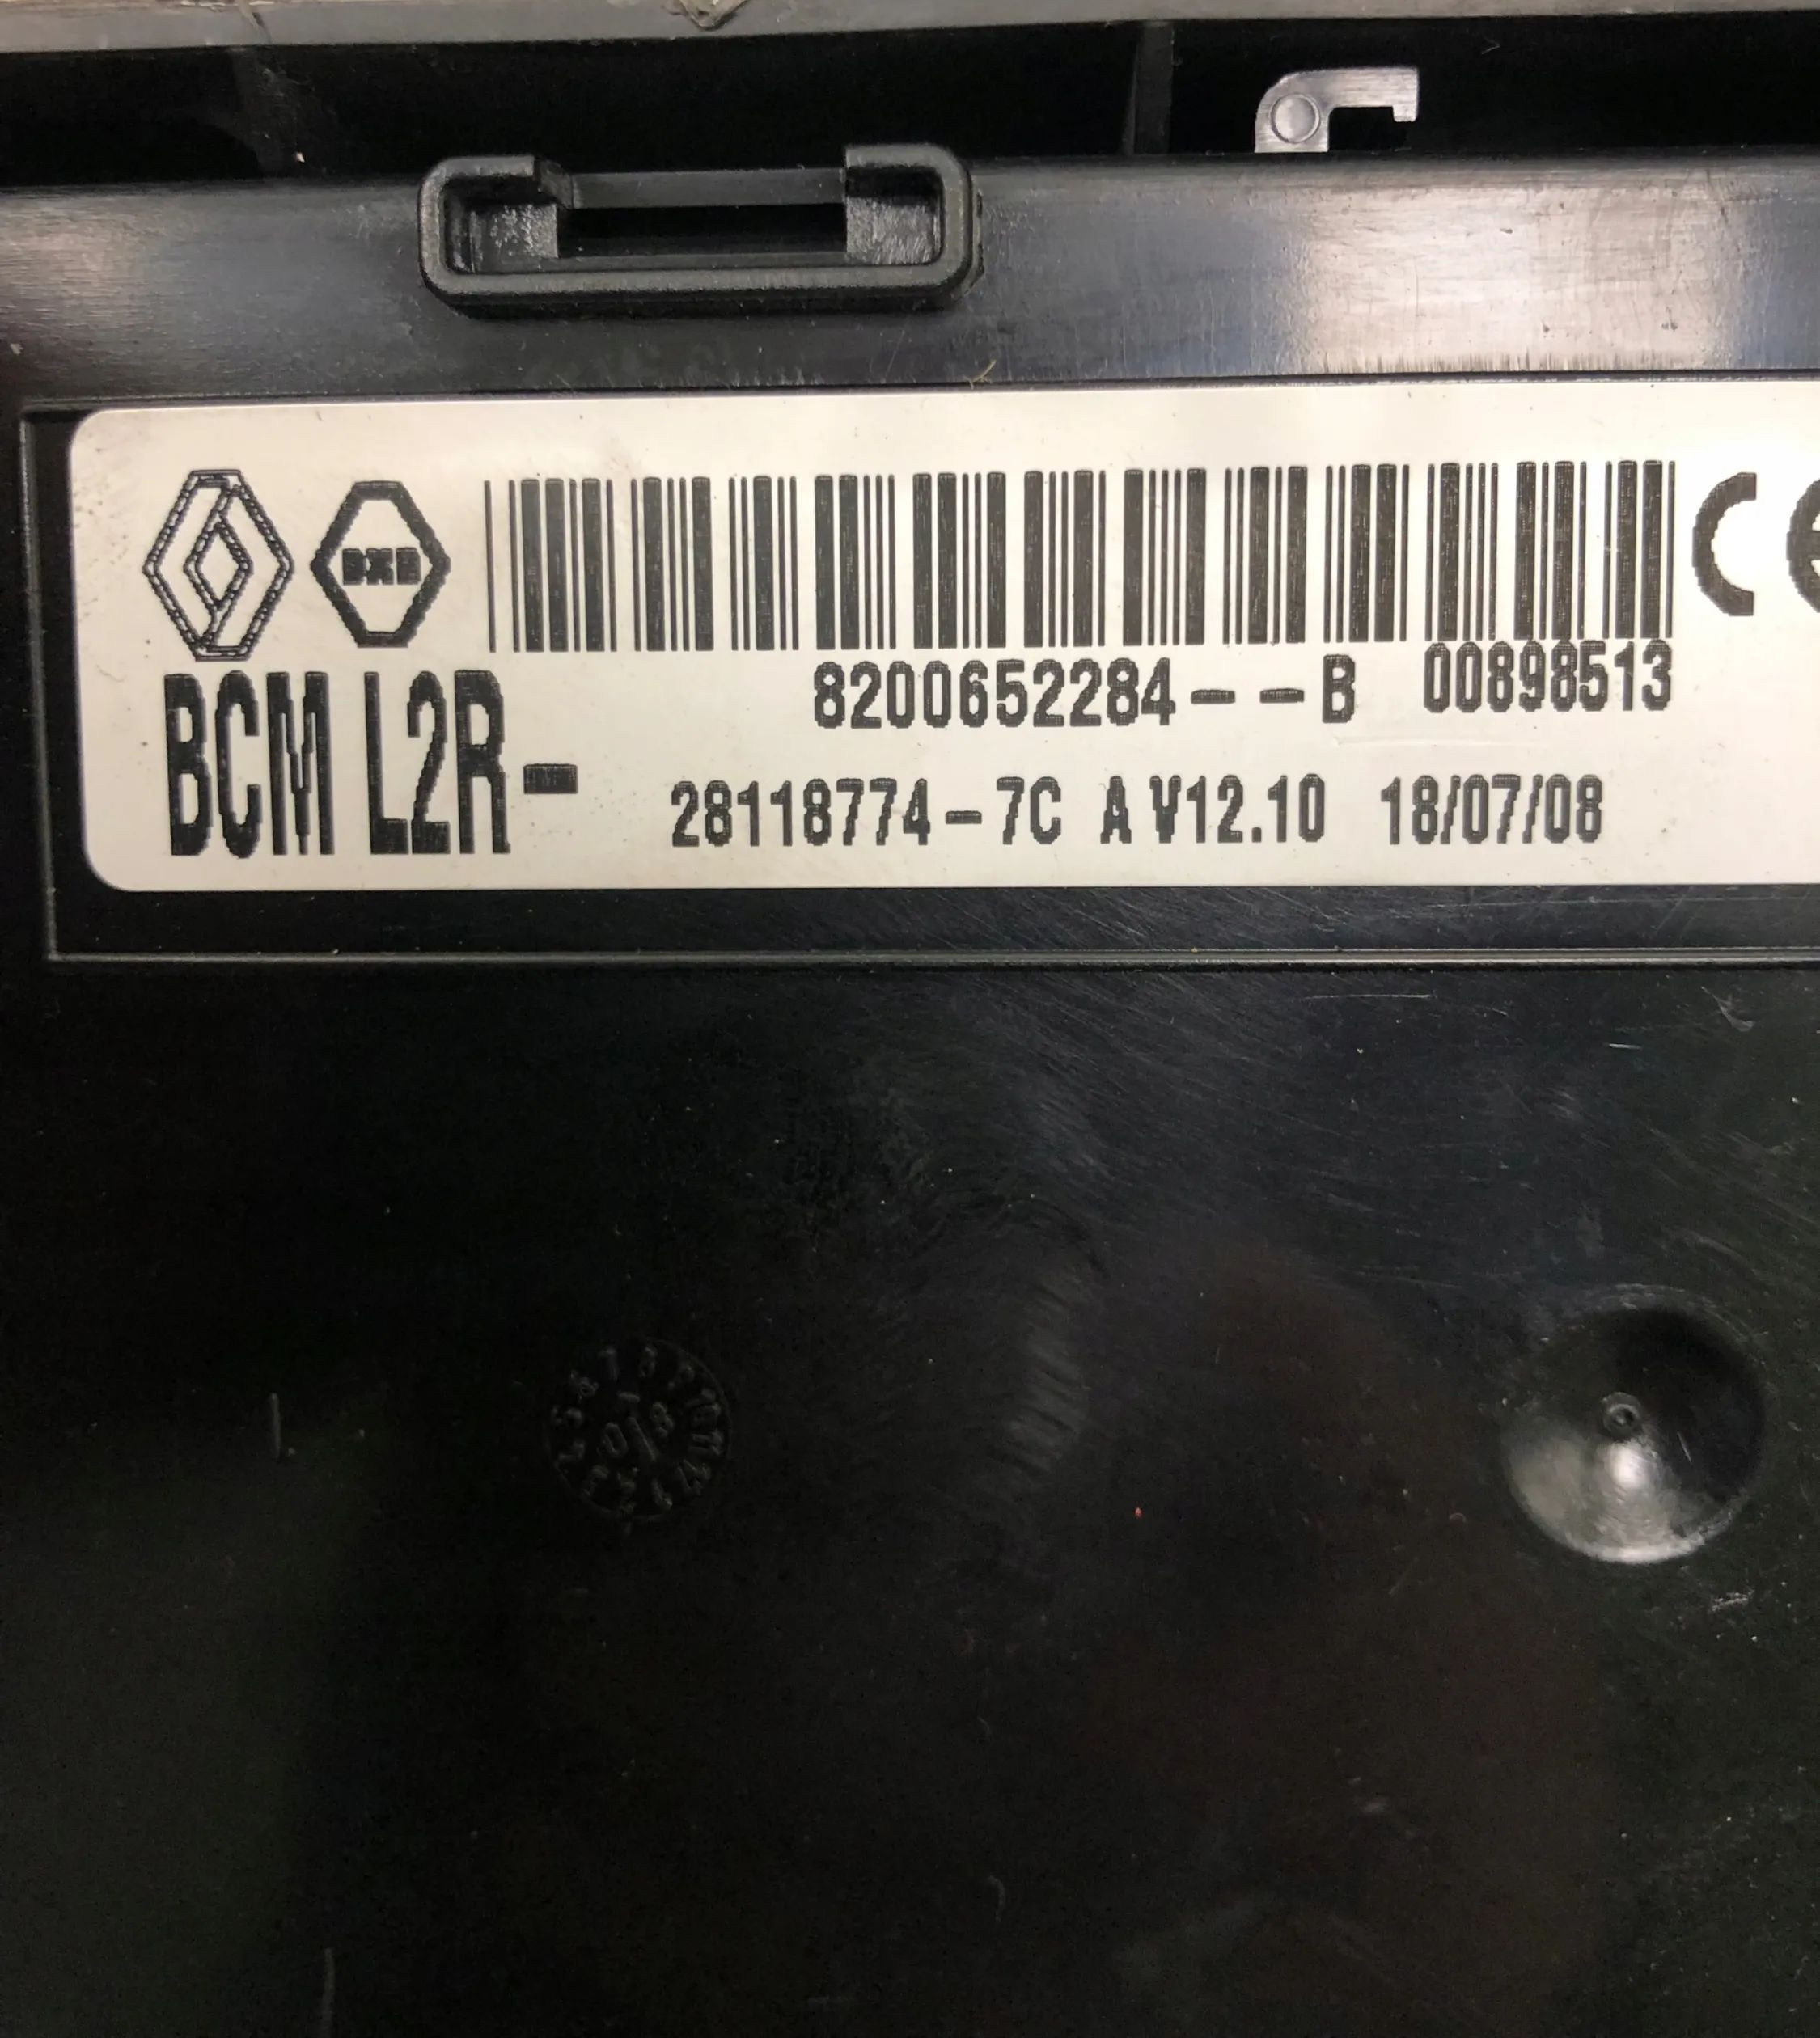 8200652284--B 00898513
BCM L2R-
28118774-7C A V12.10 18/07/08